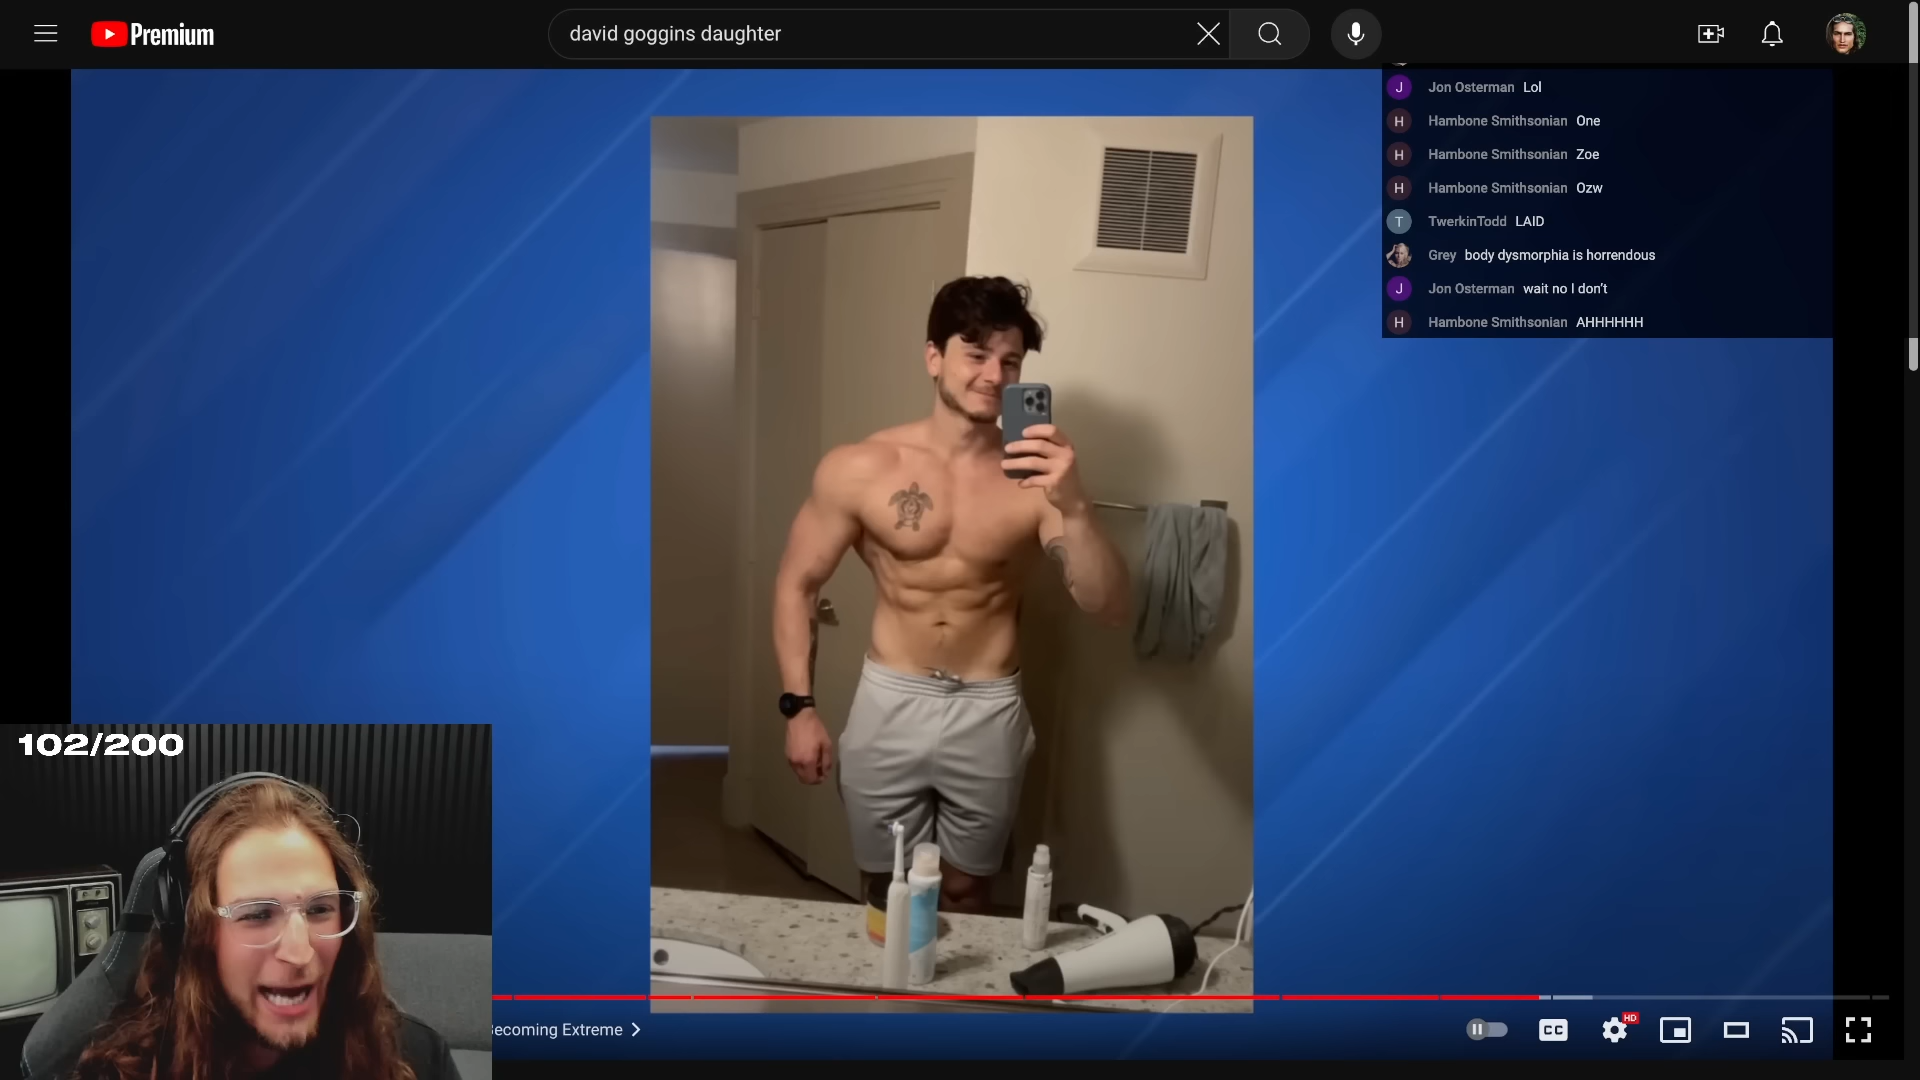 Premium
david goggins daughter
J Jon Osterman Lol
H Hambone Smithsonian One
H Hambone Smithsonian Zoe
H Hambone Smithsonian Ozw
T TwerkinTodd LAID
Grey body dysmorphia is horrendous
J Jon Osterman wait no I don't
H Hambone Smithsonian AHHHHHH
102/200
ecoming Extreme
CC
HD